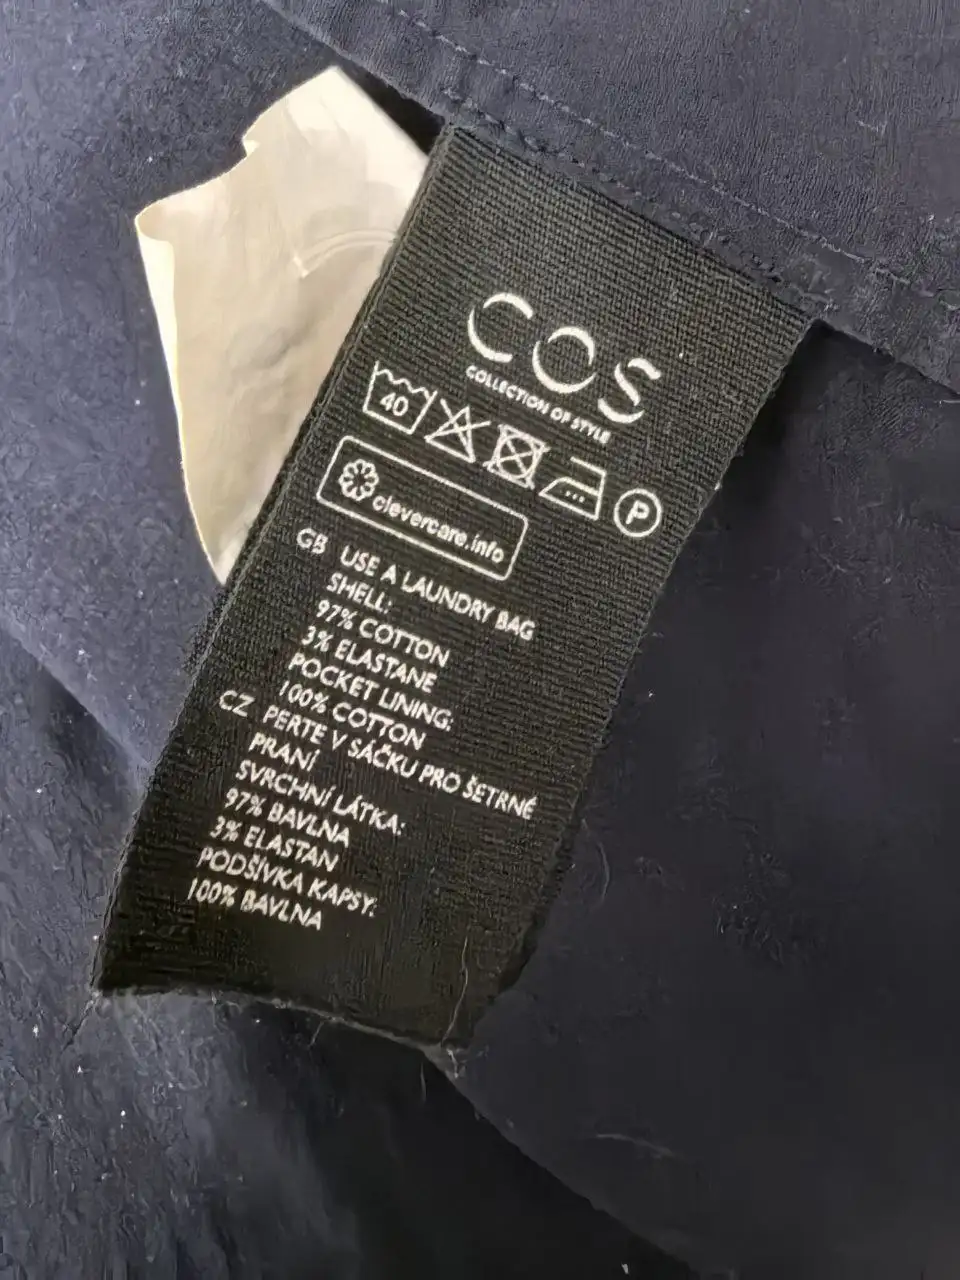 COS
COLLECTION OF STYLE
40
P
clevercare.info
GB USE A LAUNDRY BAG
SHELL:
97% COTTON
3% ELASTANE
POCKET LINING:
100% COTTON
CZ PERTE V SÁČKU PRO ŠETRNÉ
PRANÍ
SVRCHNÍ LÁTKA:
97% BAVLNA
3% ELASTAN
PODŠÍVKA KAPSY:
100% BAVLNA